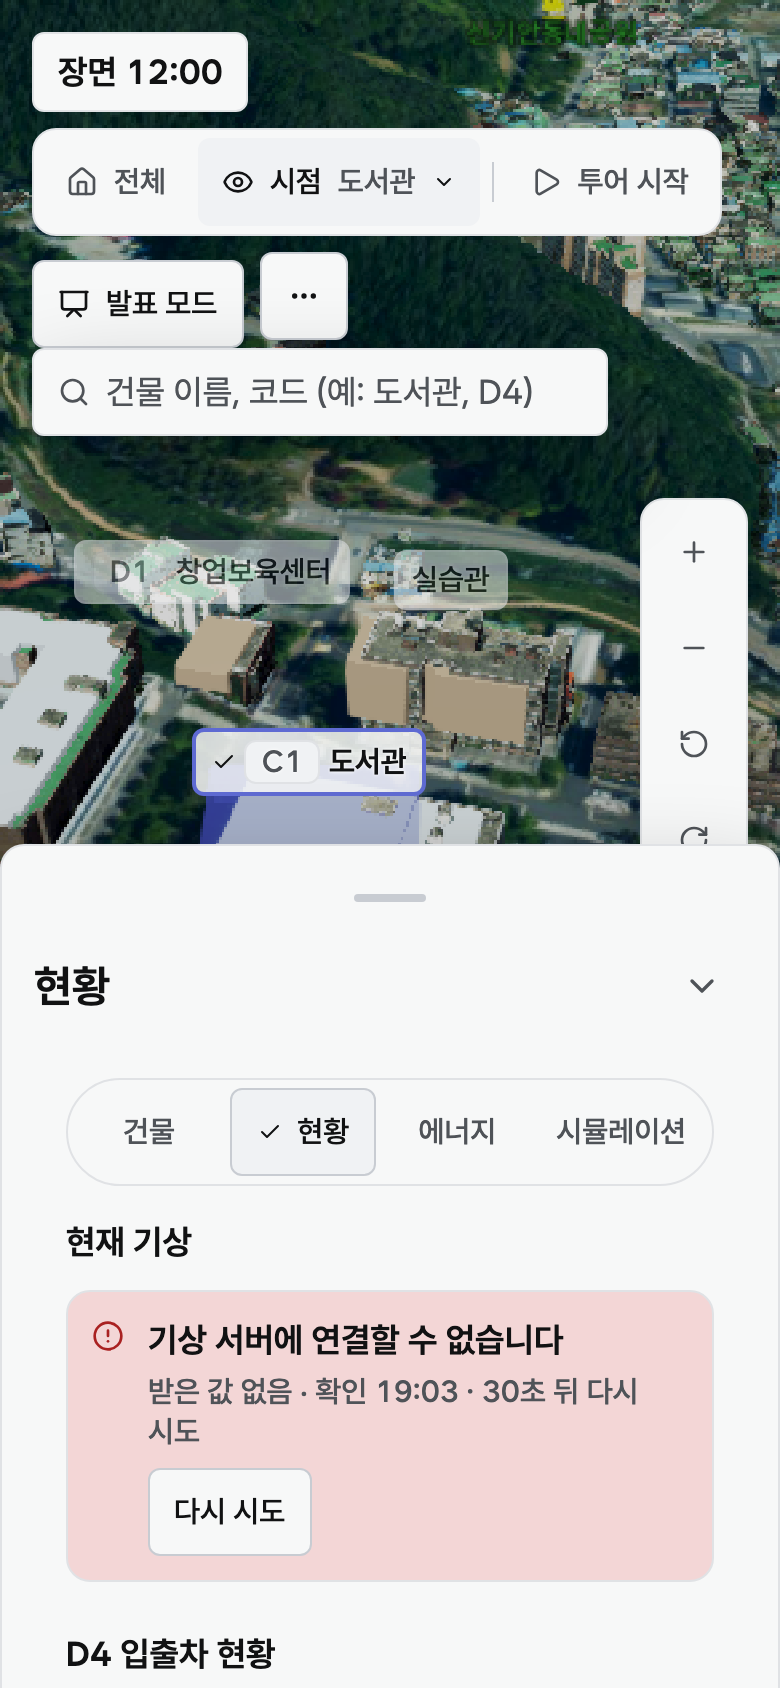 장면 12:00
전체
시점 도서관
투어 시작
발표 모드
건물 이름, 코드 (예: 도서관, D4)
D1 창업보육센터
실습관
C1 도서관
현황
건물
현황
에너지
시뮬레이션
현재 기상
기상 서버에 연결할 수 없습니다
받은 값 없음 · 확인 19:03 · 30초 뒤 다시
시도
다시 시도
D4 입출차 현황